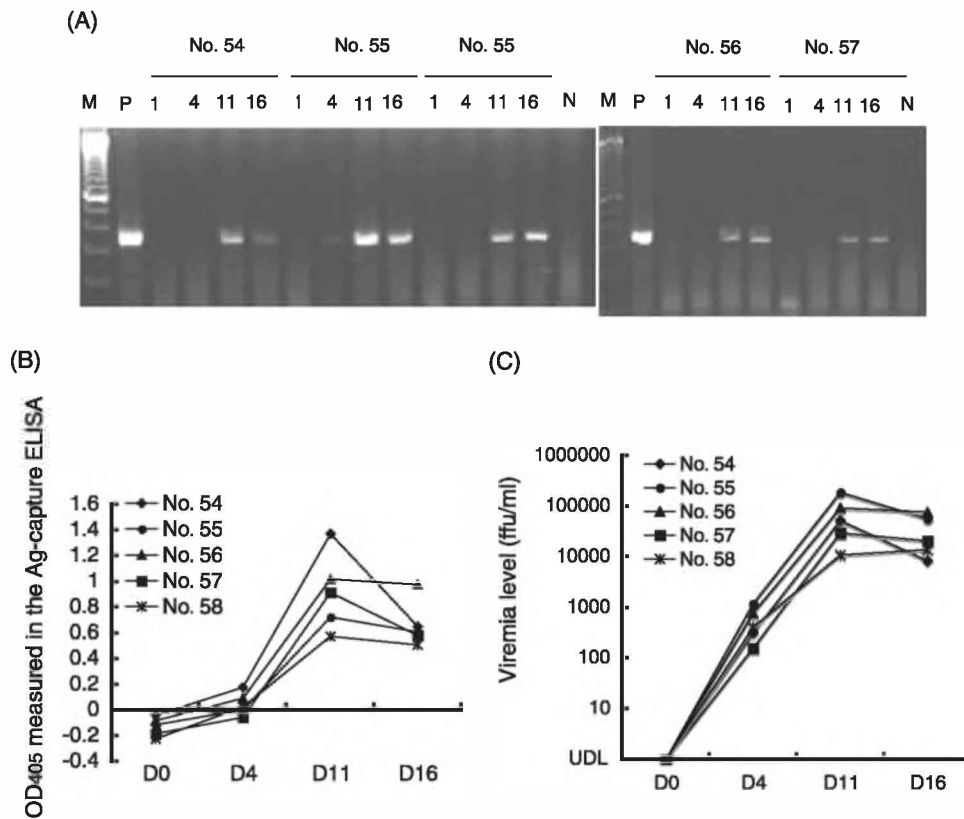 (A)
No. 54 No. 55 No. 55 No. 56 No. 57
M P 1 4 11 16 1 4 11 16 1 4 11 16 N M P 1 4 11 16 1 4 11 16 N
(B)
OD405 measured in the Ag-capture ELISA
1.6
1.4
1.2
1
0.8
0.6
0.4
0.2
0
-0.2
-0.4
No. 54
No. 55
No. 56
No. 57
No. 58
D0 D4 D11 D16
(C)
Viremia level (ffu/ml)
1000000
100000
10000
1000
100
10
UDL
No. 54
No. 55
No. 56
No. 57
No. 58
D0 D4 D11 D16